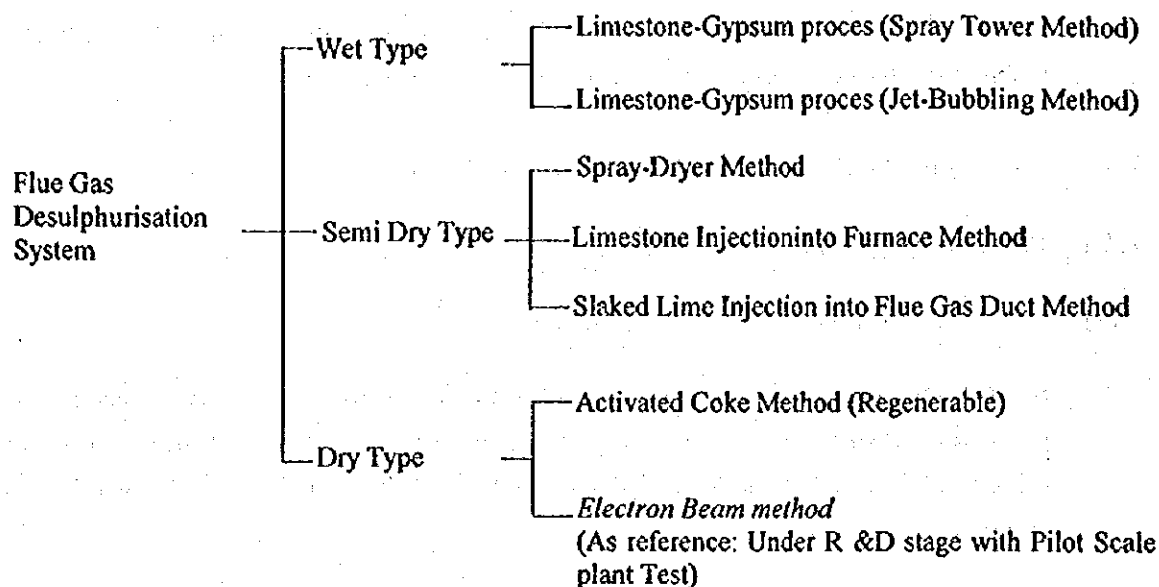 Flue Gas
Desulphurisation
System
Wet Type
Limestone-Gypsum proces (Spray Tower Method)
Limestone-Gypsum proces (Jet-Bubbling Method)
Semi Dry Type
Spray-Dryer Method
Limestone Injectioninto Furnace Method
Slaked Lime Injection into Flue Gas Duct Method
Dry Type
Activated Coke Method (Regenerable)
Electron Beam method
(As reference: Under R &D stage with Pilot Scale
plant Test)